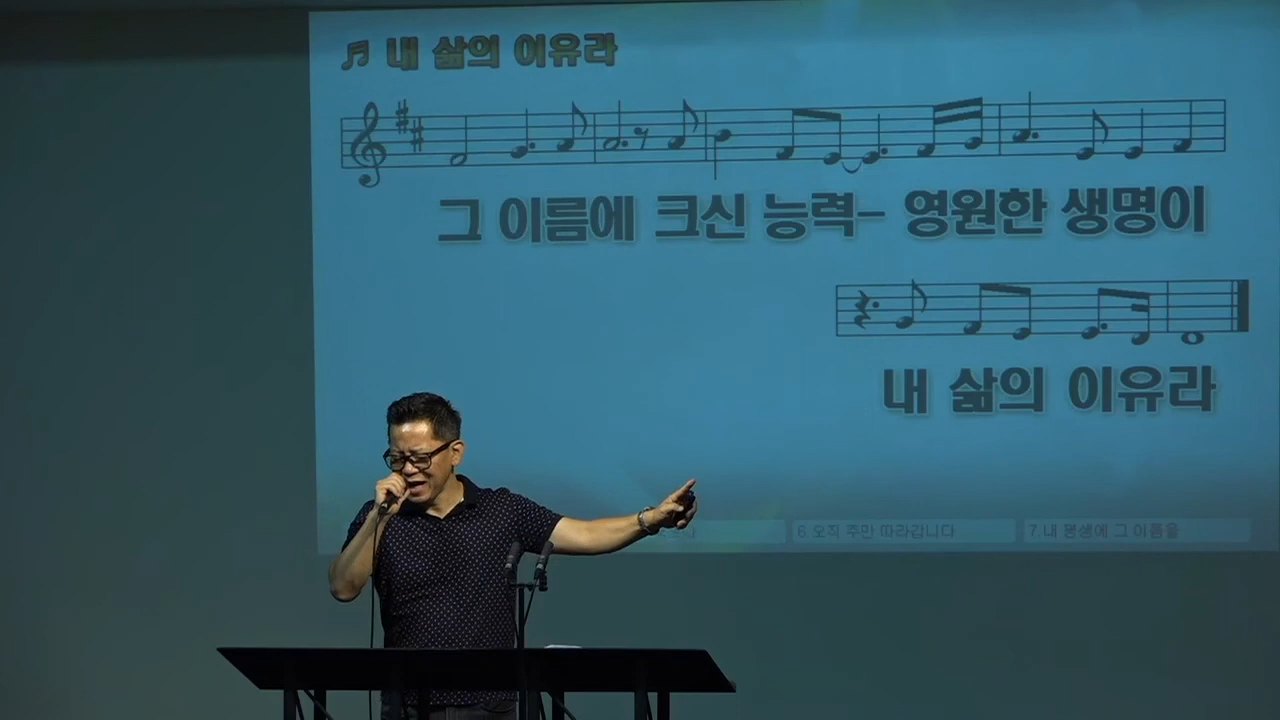 내 삶의 이유라
그 이름에 크신 능력- 영원한 생명이
내 삶의 이유라
6.오직 주만 따라갑니다
7.내 평생에 그 이름을